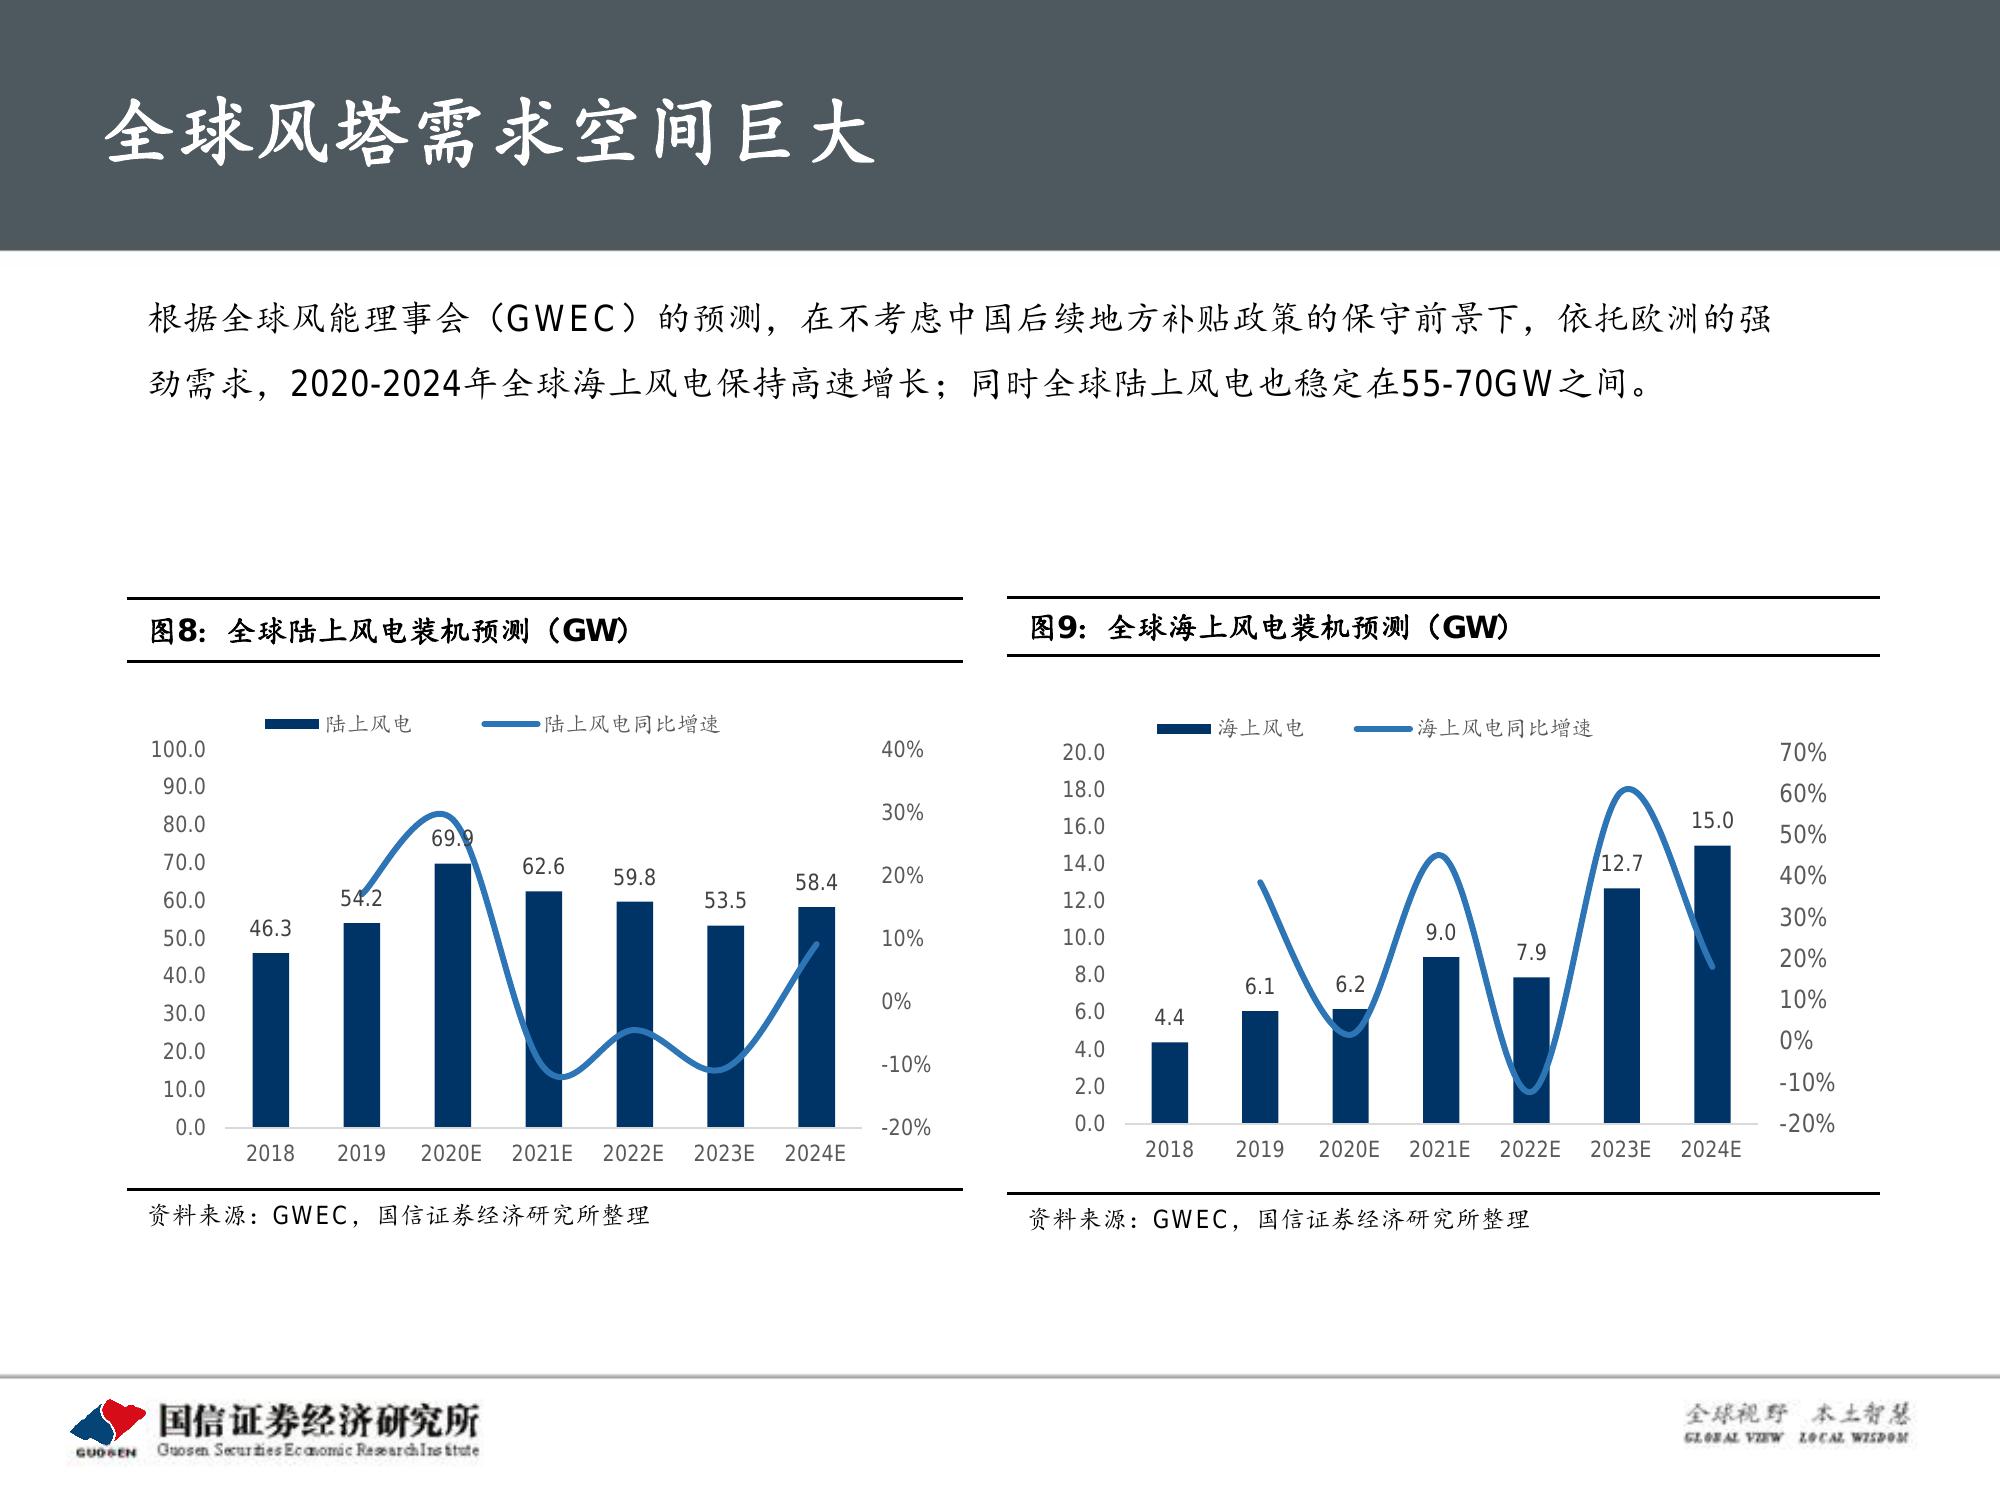 全球风塔需求空间巨大
根据全球风能理事会（GWEC）的预测，在不考虑中国后续地方补贴政策的保守前景下，依托欧洲的强
劲需求，2020-2024年全球海上风电保持高速增长；同时全球陆上风电也稳定在55-70GW之间。
图8：全球陆上风电装机预测（GW）
陆上风电 陆上风电同比增速
100.0
90.0
80.0
70.0
60.0
50.0
40.0
30.0
20.0
10.0
0.0
40%
30%
20%
10%
0%
-10%
-20%
46.3 54.2 69.9 62.6 59.8 53.5 58.4
2018 2019 2020E 2021E 2022E 2023E 2024E
资料来源：GWEC，国信证券经济研究所整理
图9：全球海上风电装机预测（GW）
海上风电 海上风电同比增速
20.0
18.0
16.0
14.0
12.0
10.0
8.0
6.0
4.0
2.0
0.0
70%
60%
50%
40%
30%
20%
10%
0%
-10%
-20%
4.4 6.1 6.2 9.0 7.9 12.7 15.0
2018 2019 2020E 2021E 2022E 2023E 2024E
资料来源：GWEC，国信证券经济研究所整理
GUOSEN
国信证券经济研究所
Guosen Securities Economic Research Institute
全球视野 本土智慧
GLOBAL VIEW LOCAL WISDOM